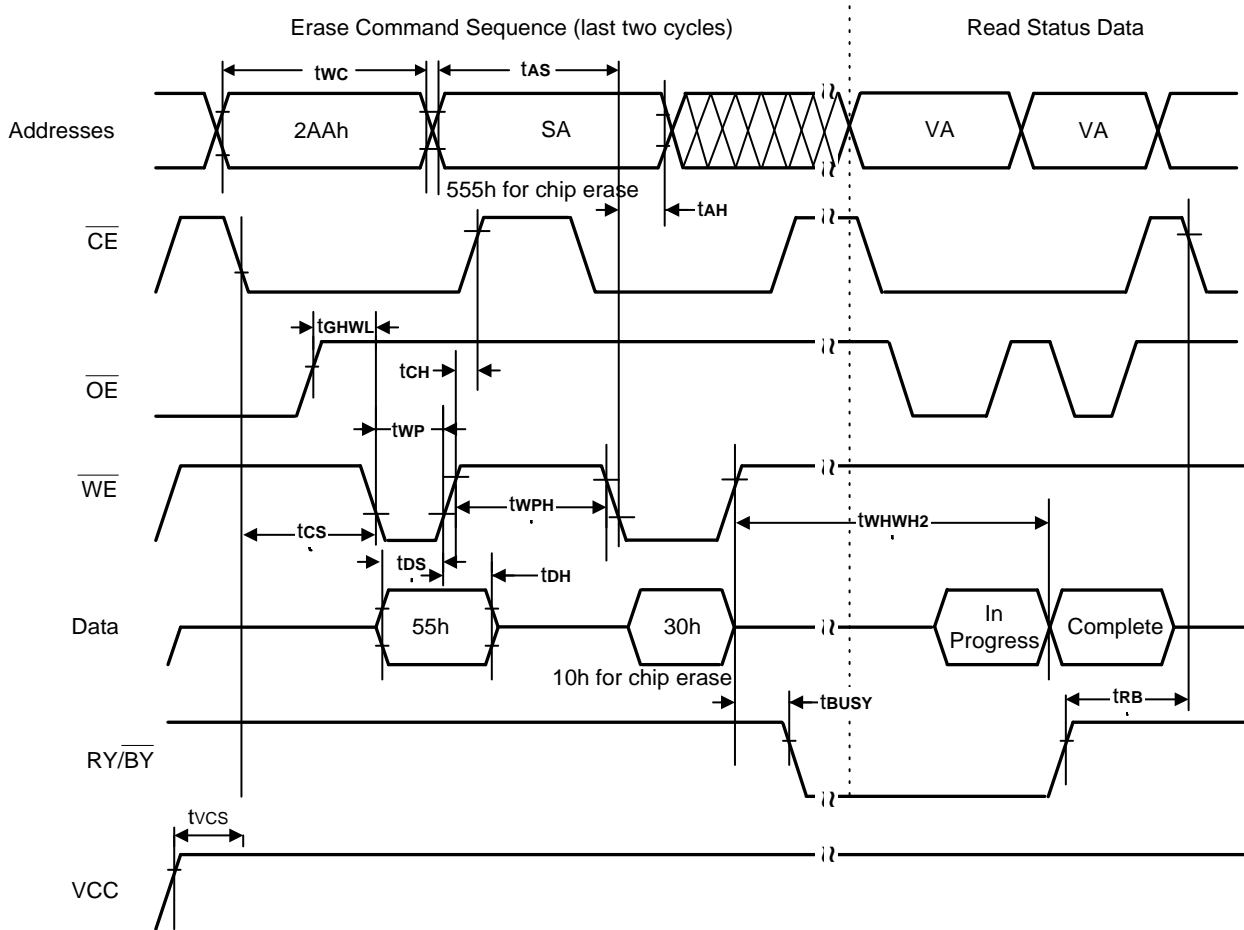 Erase Command Sequence (last two cycles)
Read Status Data
tWC
tAS
Addresses
2AAh
SA
VA
VA
555h for chip erase
tAH
CE
tGHWL
tCH
OE
tWP
WE
tWPH
tCS
tWHWH2
tDS
tDH
Data
55h
30h
In
Progress
Complete
10h for chip erase
tBUSY
tRB
RY/BY
tVCS
VCC